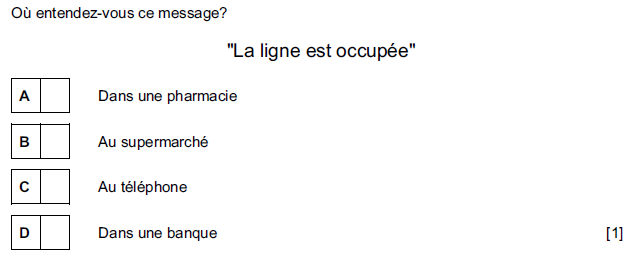 Où entendez-vous ce message?
"La ligne est occupée"
A Dans une pharmacie
B Au supermarché
C Au téléphone
D Dans une banque [1]